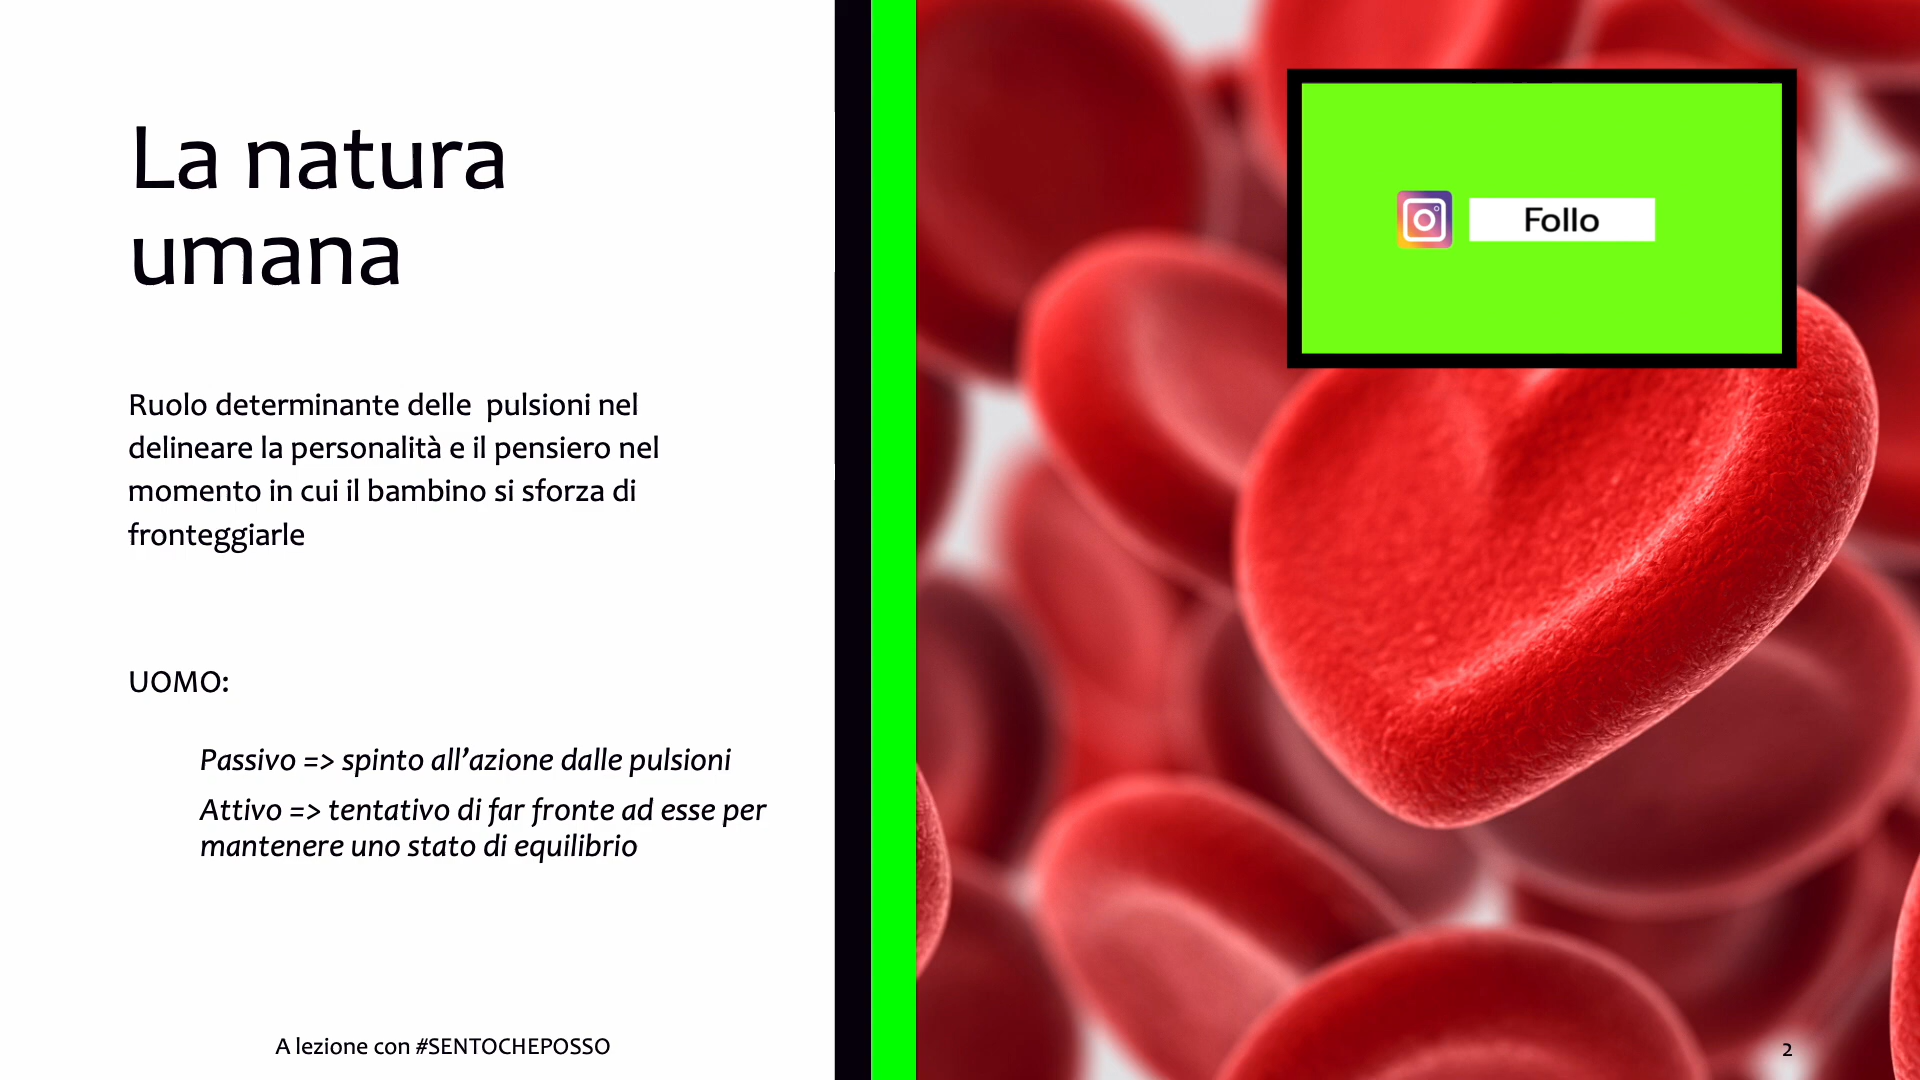 La natura
umana
Ruolo determinante delle  pulsioni nel
delineare la personalità e il pensiero nel
momento in cui il bambino si sforza di
fronteggiarle
UOMO:
Passivo => spinto all’azione dalle pulsioni
Attivo => tentativo di far fronte ad esse per
mantenere uno stato di equilibrio
A lezione con #SENTOCHEPOSSO
Follo
2